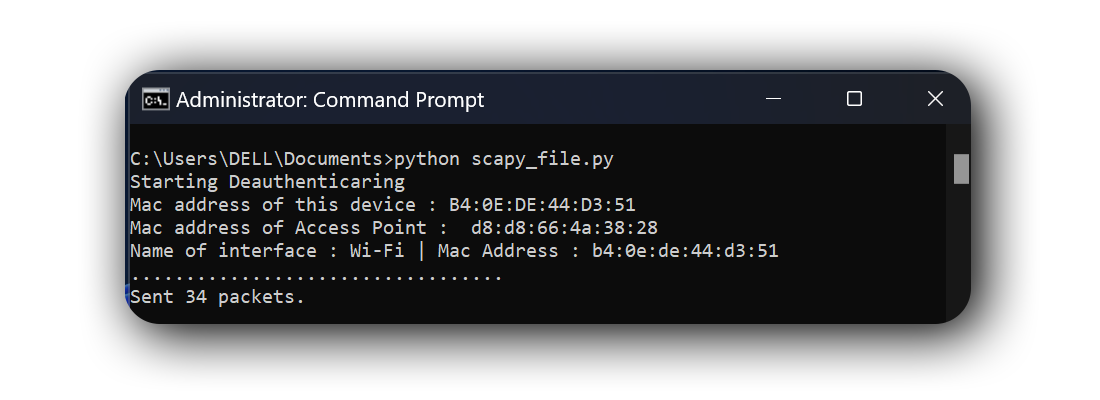 Administrator: Command Prompt
C:\Users\DELL\Documents>python scapy_file.py
Starting Deauthenticaring
Mac address of this device : B4:0E:DE:44:D3:51
Mac address of Access Point :  d8:d8:66:4a:38:28
Name of interface : Wi-Fi | Mac Address : b4:0e:de:44:d3:51
..................................
Sent 34 packets.